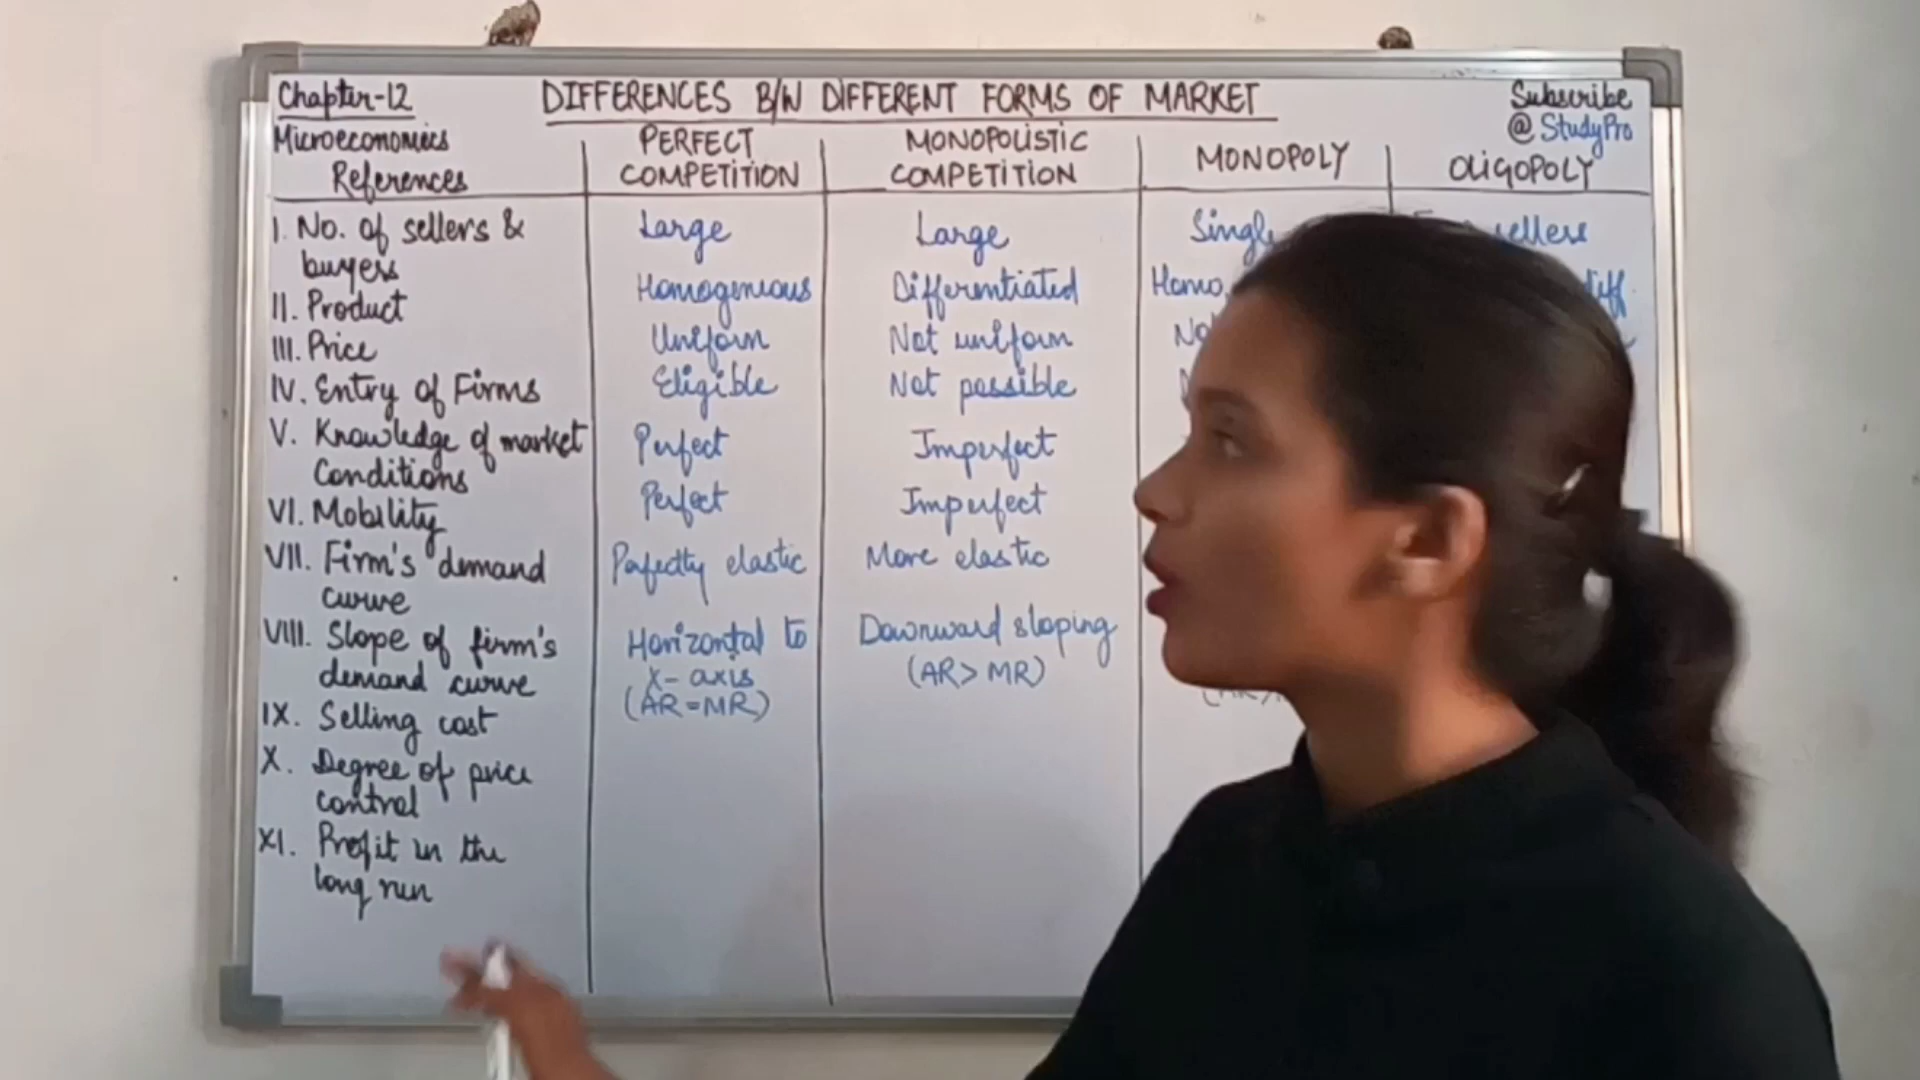 Chapter-12 DIFFERENCES B/W DIFFERENT FORMS OF MARKET Subscribe
@ StudyPro
Microeconomics
References PERFECT COMPETITION MONOPOLISTIC COMPETITION MONOPOLY OLIGOPOLY
I. No. of sellers & buyers Large Large Single sellers
II. Product Homogenious Differentiated Homo. diff.
III. Price Uniform Not uniform
IV. Entry of Firms Eligible Not possible
V. Knowledge of market Conditions Perfect Imperfect
VI. Mobility Perfect Imperfect
VII. Firm's demand curve Perfectly elastic More elastic
VIII. Slope of firm's demand curve Horizontal to X-axis (AR=MR) Downward sloping (AR>MR)
IX. Selling cost
X. Degree of price control
XI. Profit in the long run